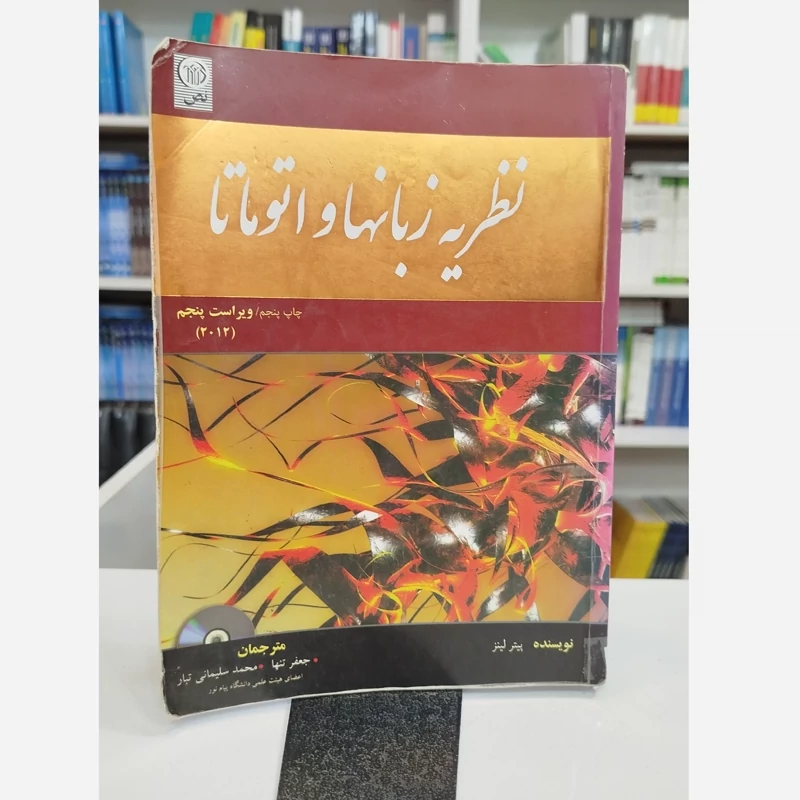 نص
نظریه زبانها و اتوماتا
چاپ پنجم/ ویراست پنجم
(۲۰۱۲)
نویسنده پیتر لینز
مترجمان
* جعفر تنها * محمد سلیمانی تبار
اعضای هیئت علمی دانشگاه پیام نور